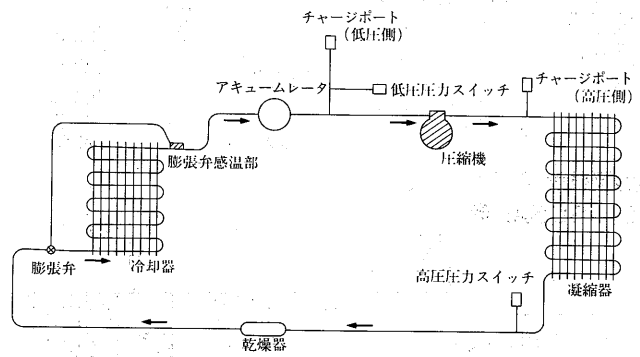 チャージポート
(低圧側)
アキュームレータ
低圧圧力スイッチ
チャージポート
(高圧側)
膨張弁感温部
圧縮機
膨張弁
冷却器
高圧圧力スイッチ
凝縮器
乾燥器